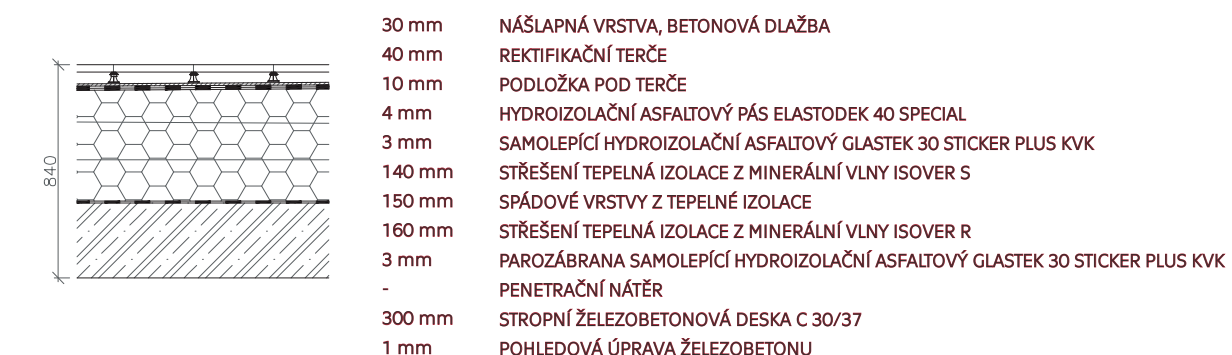 30 mm NÁŠLAPNÁ VRSTVA, BETONOVÁ DLAŽBA
40 mm REKTIFIKAČNÍ TERČE
10 mm PODLOŽKA POD TERČE
4 mm HYDROIZOLAČNÍ ASFALTOVÝ PÁS ELASTODEK 40 SPECIAL
3 mm SAMOLEPÍCÍ HYDROIZOLAČNÍ ASFALTOVÝ GLASTEK 30 STICKER PLUS KVK
140 mm STŘEŠENÍ TEPELNÁ IZOLACE Z MINERÁLNÍ VLNY ISOVER S
150 mm SPÁDOVÉ VRSTVY Z TEPELNÉ IZOLACE
160 mm STŘEŠENÍ TEPELNÁ IZOLACE Z MINERÁLNÍ VLNY ISOVER R
3 mm PAROZÁBRANA SAMOLEPÍCÍ HYDROIZOLAČNÍ ASFALTOVÝ GLASTEK 30 STICKER PLUS KVK
- PENETRAČNÍ NÁTĚR
300 mm STROPNÍ ŽELEZOBETONOVÁ DESKA C 30/37
1 mm POHLEDOVÁ ÚPRAVA ŽELEZOBETONU
840